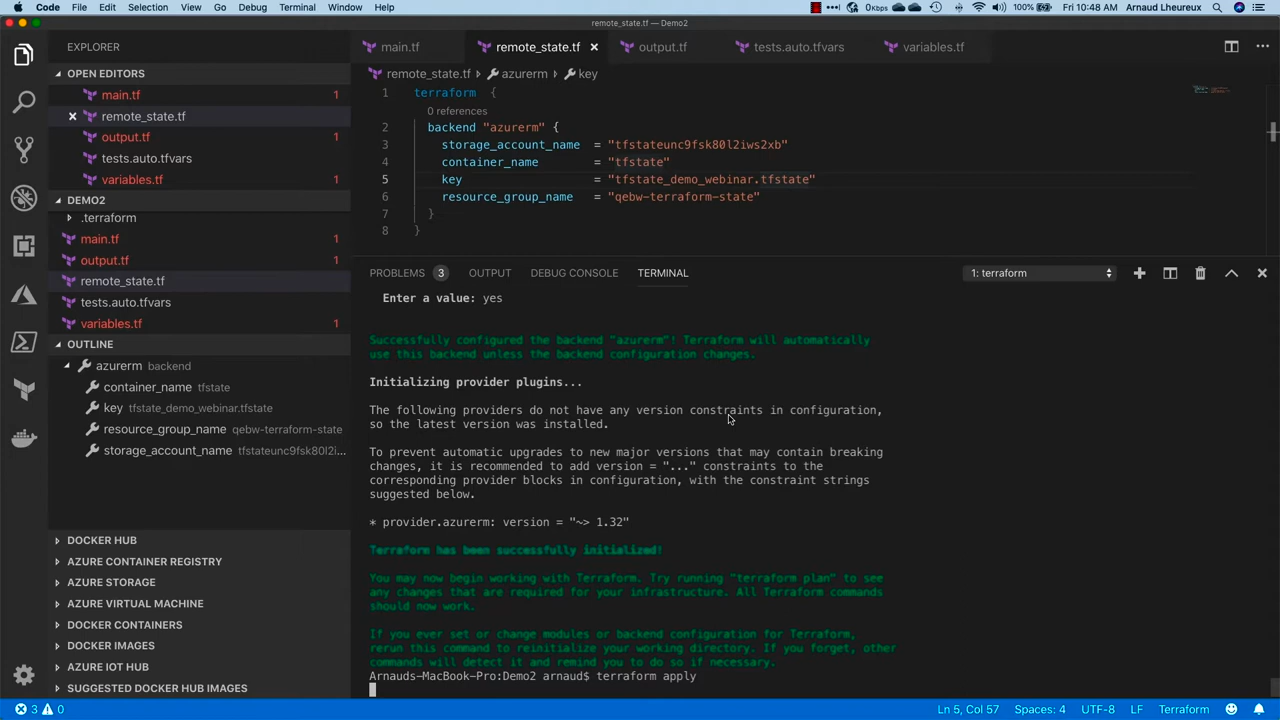 Code File Edit Selection View Go Debug Terminal Window Help 0Kbps 100% Fri 10:48 AM Arnaud Lheureux
remote_state.tf — Demo2
EXPLORER
OPEN EDITORS
main.tf 1
remote_state.tf
output.tf 1
tests.auto.tfvars
variables.tf 1
DEMO2
.terraform
main.tf 1
output.tf 1
remote_state.tf
tests.auto.tfvars
variables.tf 1
OUTLINE
azurerm backend
container_name tfstate
key tfstate_demo_webinar.tfstate
resource_group_name qebw-terraform-state
storage_account_name tfstateunc9fsk80l2i...
DOCKER HUB
AZURE CONTAINER REGISTRY
AZURE STORAGE
AZURE VIRTUAL MACHINE
DOCKER CONTAINERS
DOCKER IMAGES
AZURE IOT HUB
SUGGESTED DOCKER HUB IMAGES
main.tf remote_state.tf output.tf tests.auto.tfvars variables.tf
remote_state.tf azurerm key
1 terraform {
0 references
2 backend "azurerm" {
3 storage_account_name = "tfstateunc9fsk80l2iws2xb"
4 container_name = "tfstate"
5 key = "tfstate_demo_webinar.tfstate"
6 resource_group_name = "qebw-terraform-state"
7 }
8 }
PROBLEMS 3 OUTPUT DEBUG CONSOLE TERMINAL 1: terraform
Enter a value: yes
Successfully configured the backend "azurerm"! Terraform will automatically
use this backend unless the backend configuration changes.
Initializing provider plugins...
The following providers do not have any version constraints in configuration,
so the latest version was installed.
To prevent automatic upgrades to new major versions that may contain breaking
changes, it is recommended to add version = "..." constraints to the
corresponding provider blocks in configuration, with the constraint strings
suggested below.
* provider.azurerm: version = "~> 1.32"
Terraform has been successfully initialized!
You may now begin working with Terraform. Try running "terraform plan" to see
any changes that are required for your infrastructure. All Terraform commands
should now work.
If you ever set or change modules or backend configuration for Terraform,
rerun this command to reinitialize your working directory. If you forget, other
commands will detect it and remind you to do so if necessary.
Arnauds-MacBook-Pro:Demo2 arnaud$ terraform apply
3 0 Ln 5, Col 57 Spaces: 4 UTF-8 LF Terraform